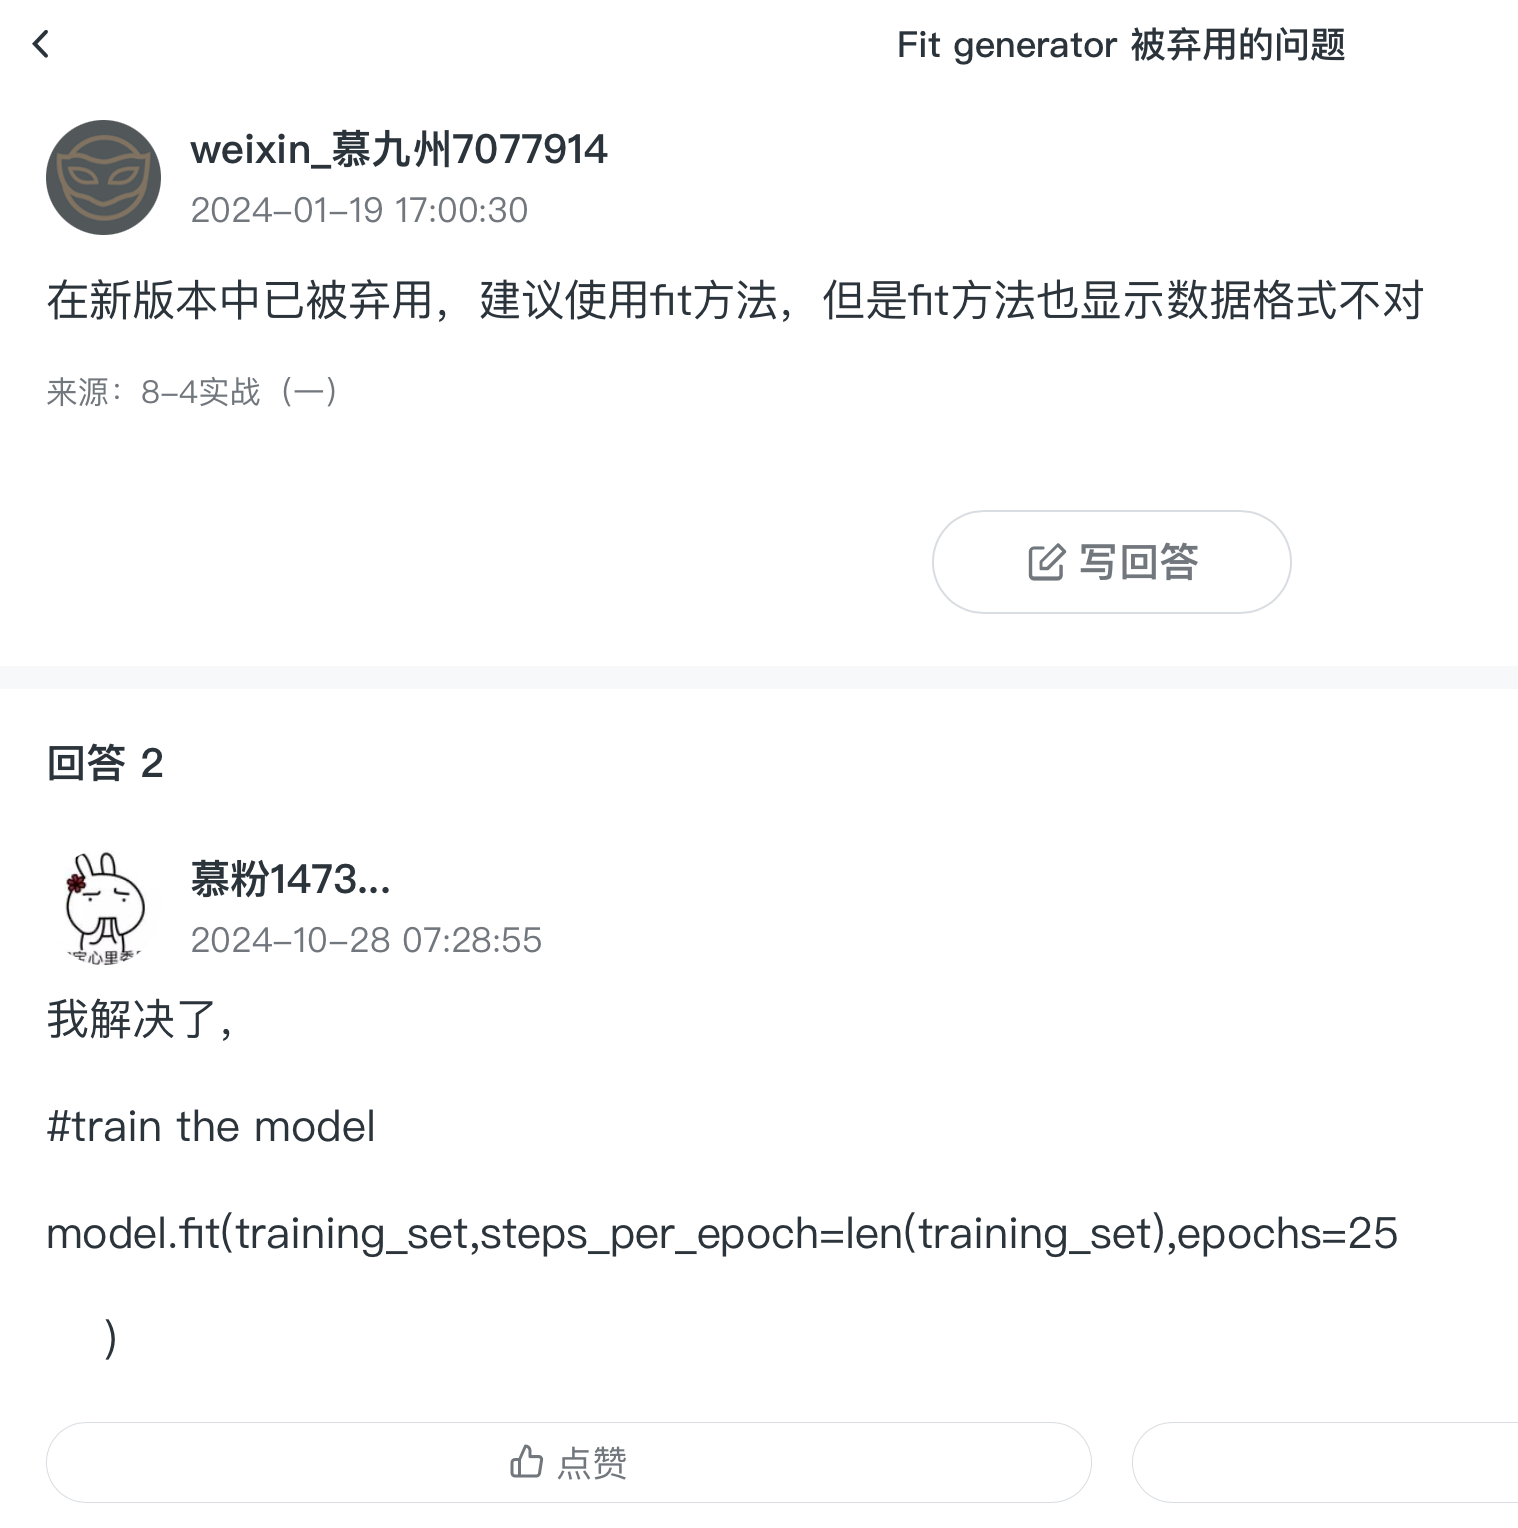 Fit generator 被弃用的问题
weixin_慕九州7077914
2024-01-19 17:00:30
在新版本中已被弃用，建议使用fit方法，但是fit方法也显示数据格式不对
来源：8-4实战（一）
写回答
回答 2
慕粉1473...
2024-10-28 07:28:55
我解决了,
#train the model
model.fit(training_set,steps_per_epoch=len(training_set),epochs=25
)
点赞